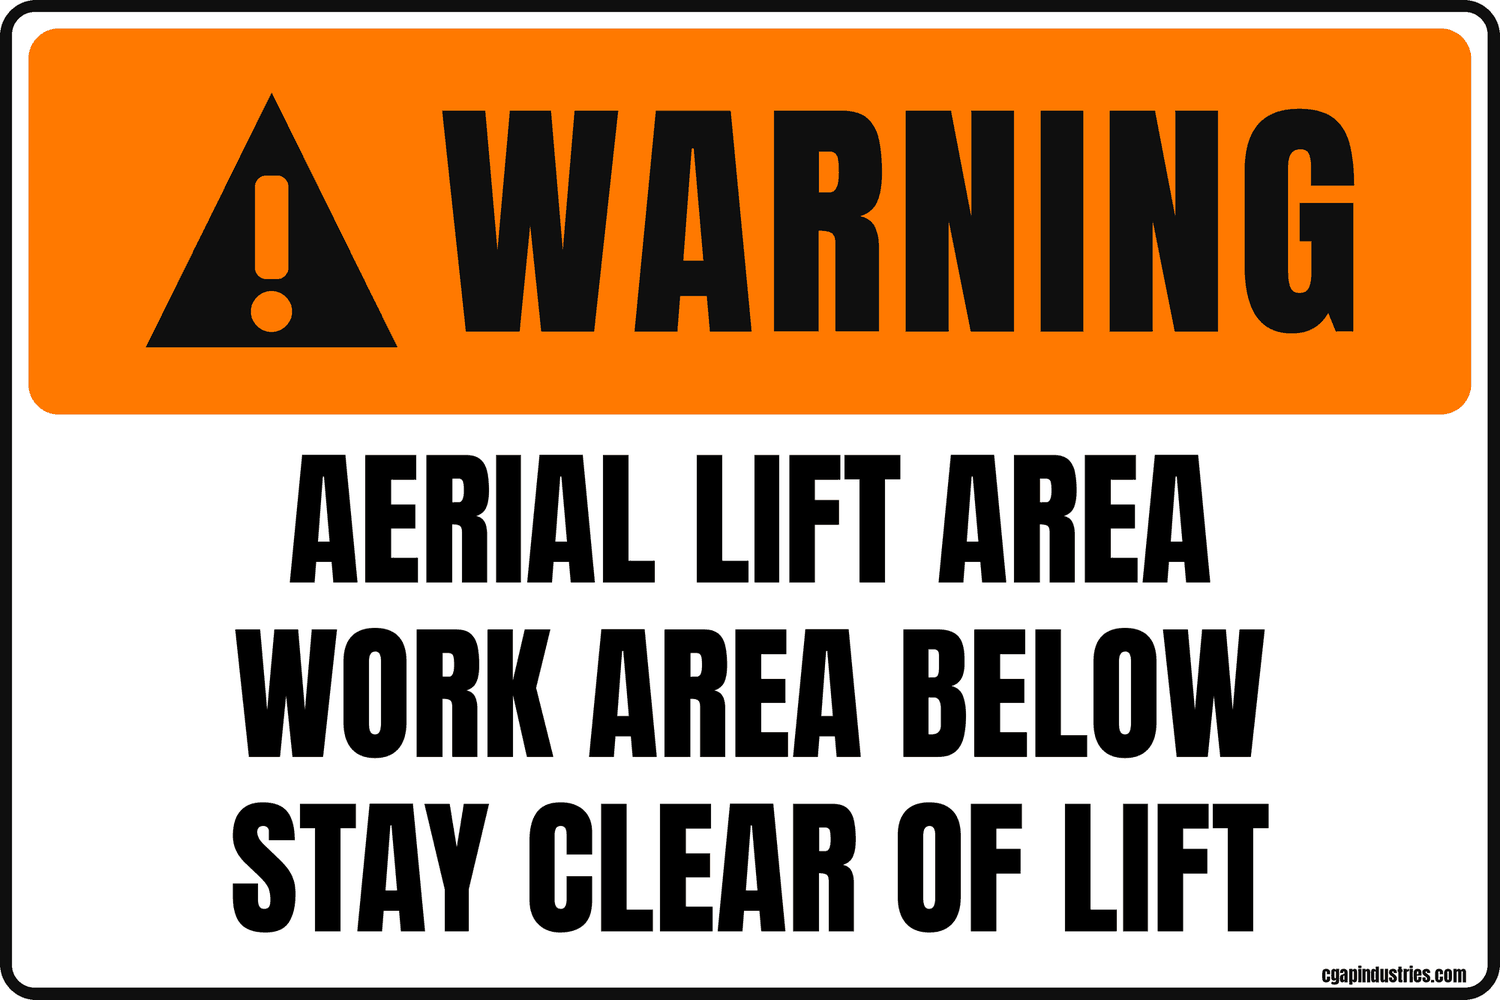 WARNING
AERIAL LIFT AREA
WORK AREA BELOW
STAY CLEAR OF LIFT
cgapindustries.com